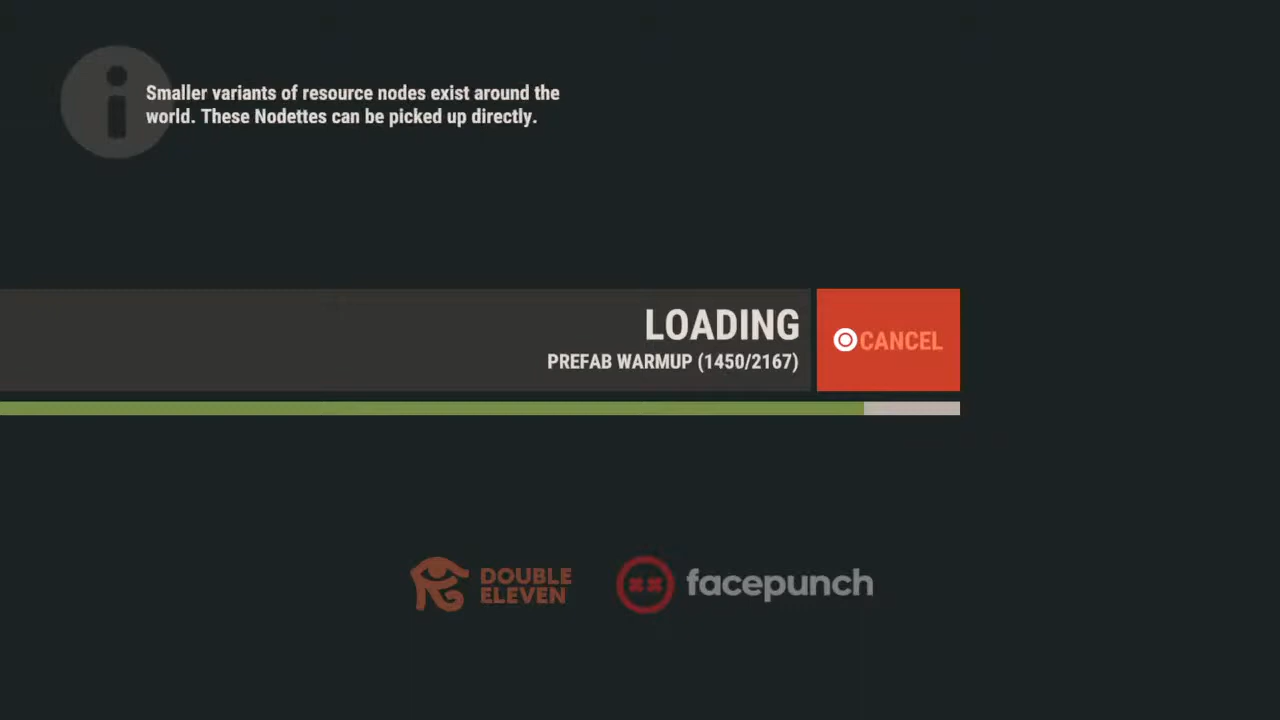 Smaller variants of resource nodes exist around the
world. These Nodettes can be picked up directly.
LOADING
PREFAB WARMUP (1450/2167)
CANCEL
DOUBLE
ELEVEN
facepunch